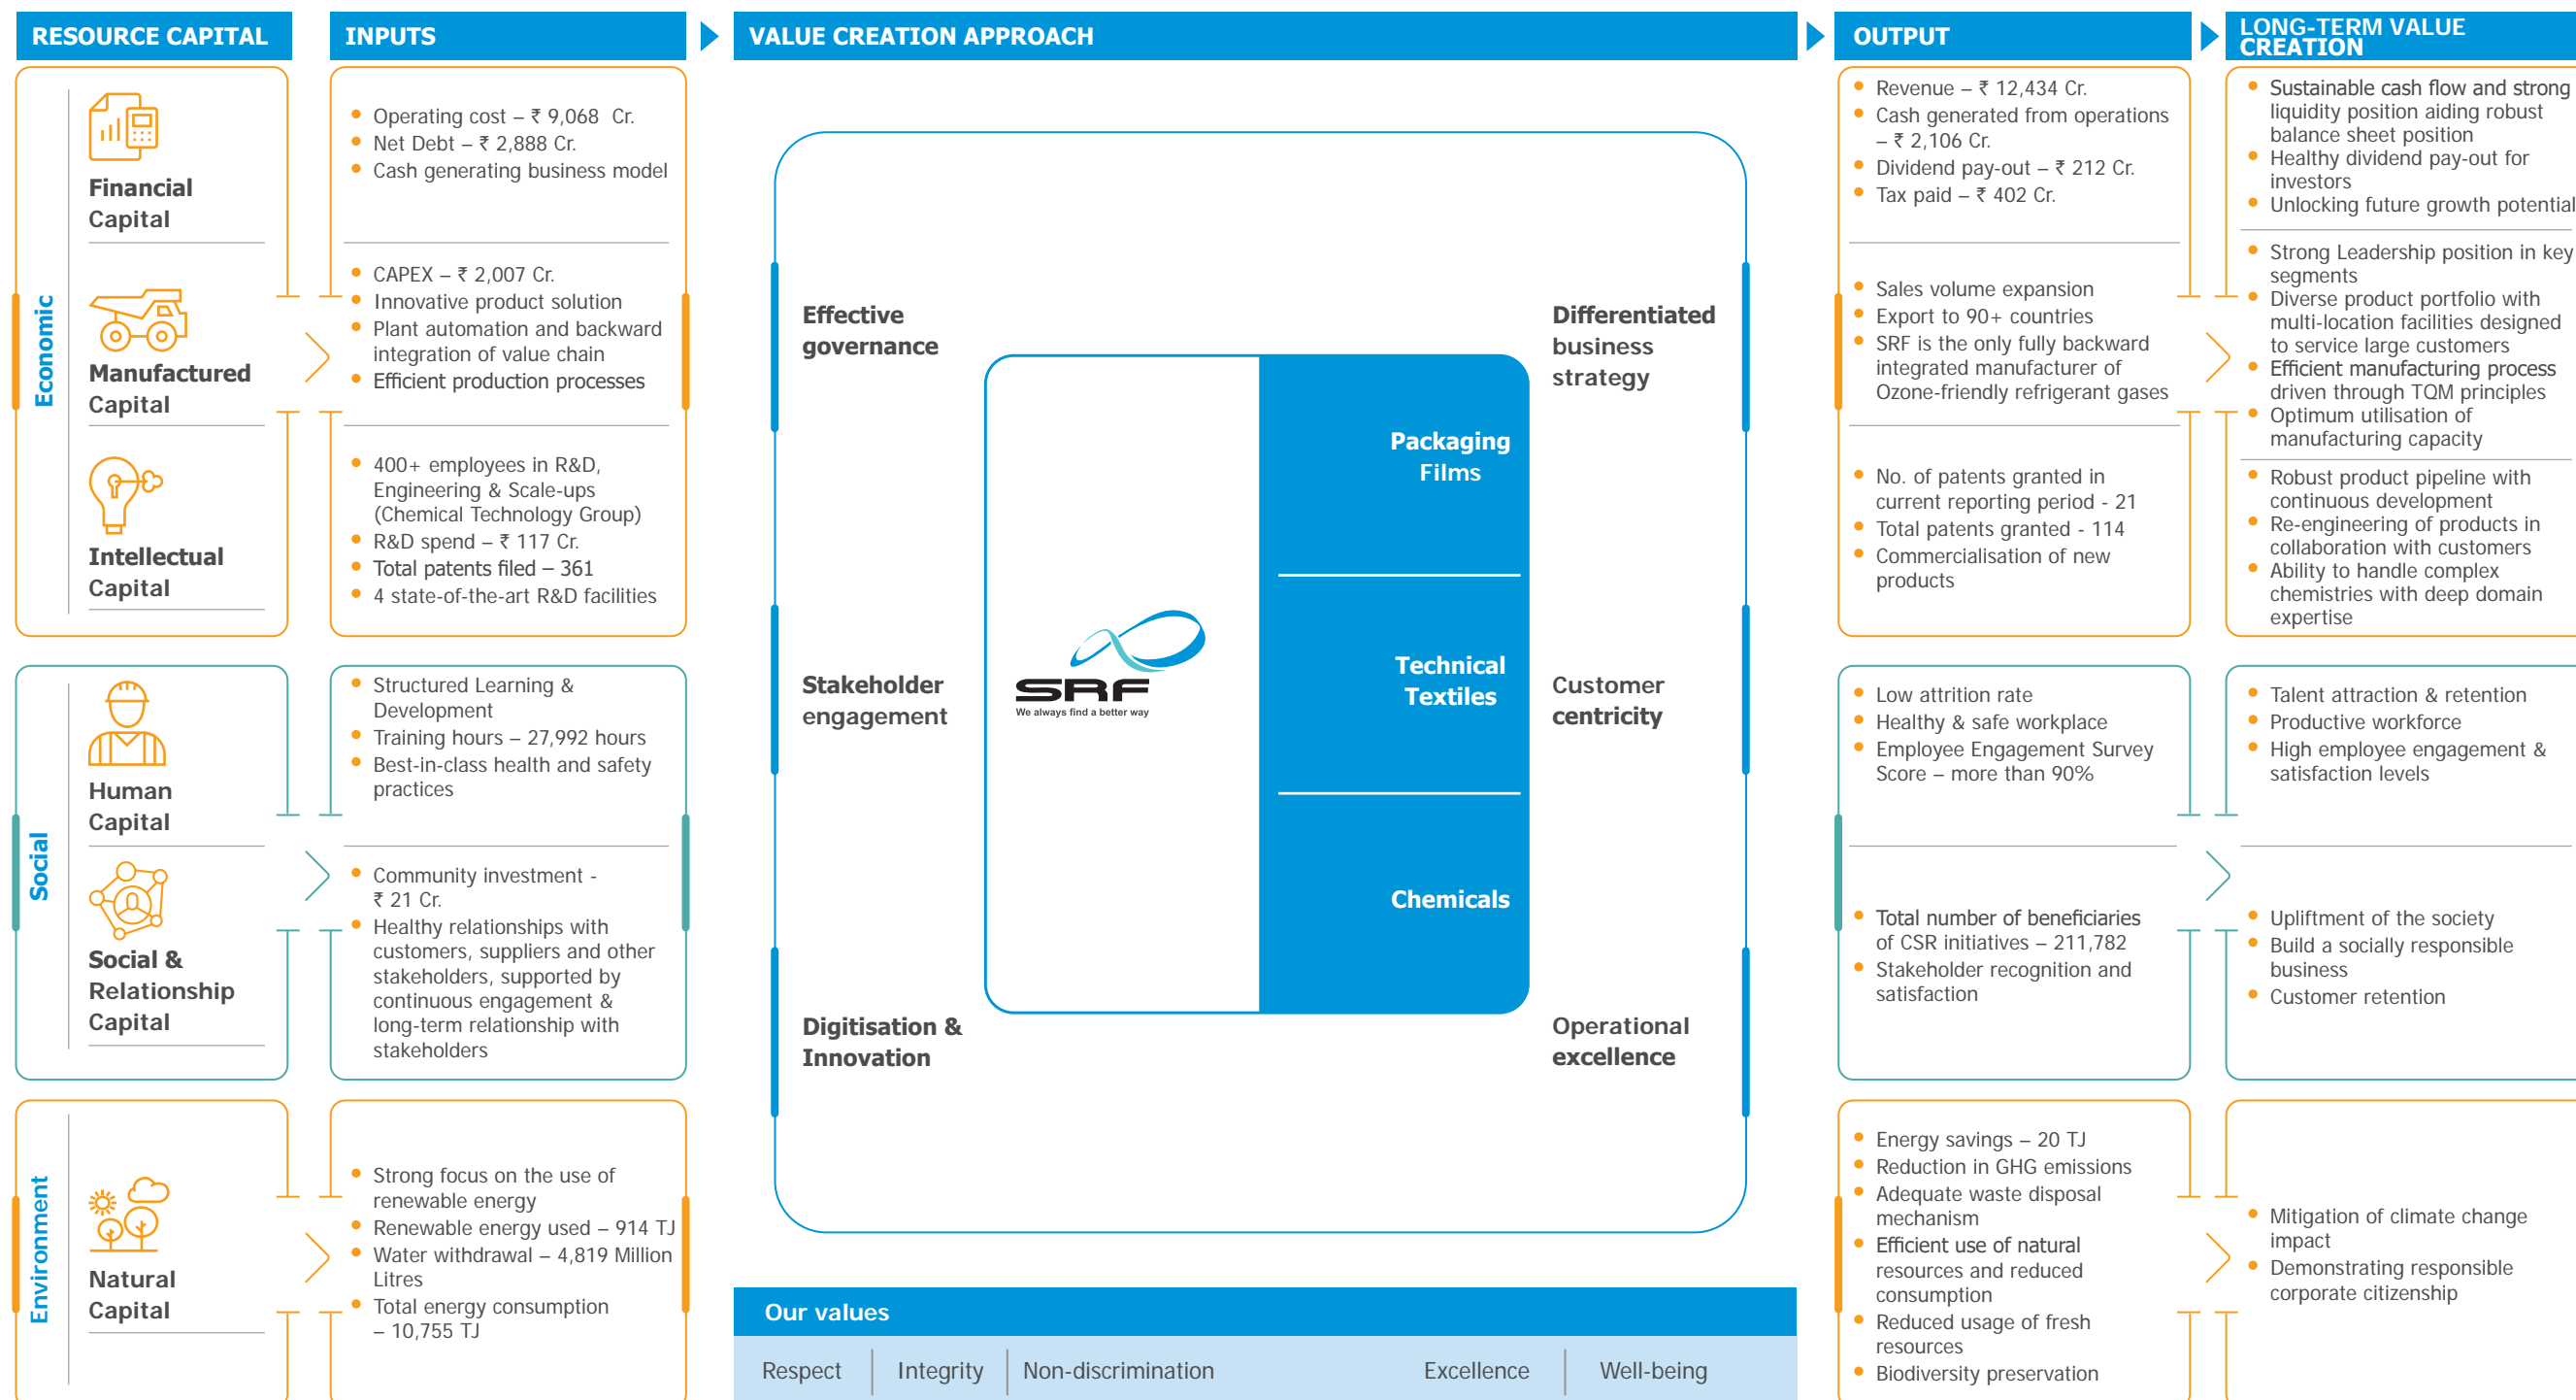 RESOURCE CAPITAL
INPUTS
VALUE CREATION APPROACH
OUTPUT
LONG-TERM VALUE
CREATION
Economic
Financial
Capital
Manufactured
Capital
Intellectual
Capital
• Operating cost – ₹ 9,068 Cr.
• Net Debt – ₹ 2,888 Cr.
• Cash generating business model
• CAPEX – ₹ 2,007 Cr.
• Innovative product solution
• Plant automation and backward
integration of value chain
• Efficient production processes
• 400+ employees in R&D,
Engineering & Scale-ups
(Chemical Technology Group)
• R&D spend – ₹ 117 Cr.
• Total patents filed – 361
• 4 state-of-the-art R&D facilities
Social
Human
Capital
Social &
Relationship
Capital
• Structured Learning &
Development
• Training hours – 27,992 hours
• Best-in-class health and safety
practices
• Community investment -
₹ 21 Cr.
• Healthy relationships with
customers, suppliers and other
stakeholders, supported by
continuous engagement &
long-term relationship with
stakeholders
Environment
Natural
Capital
• Strong focus on the use of
renewable energy
• Renewable energy used – 914 TJ
• Water withdrawal – 4,819 Million
Litres
• Total energy consumption
– 10,755 TJ
Effective
governance
Stakeholder
engagement
Digitisation &
Innovation
SRF
We always find a better way
Packaging
Films
Technical
Textiles
Chemicals
Differentiated
business
strategy
Customer
centricity
Operational
excellence
Our values
Respect
Integrity
Non-discrimination
Excellence
Well-being
• Revenue – ₹ 12,434 Cr.
• Cash generated from operations
– ₹ 2,106 Cr.
• Dividend pay-out – ₹ 212 Cr.
• Tax paid – ₹ 402 Cr.
• Sales volume expansion
• Export to 90+ countries
• SRF is the only fully backward
integrated manufacturer of
Ozone-friendly refrigerant gases
• No. of patents granted in
current reporting period - 21
• Total patents granted - 114
• Commercialisation of new
products
• Low attrition rate
• Healthy & safe workplace
• Employee Engagement Survey
Score – more than 90%
• Total number of beneficiaries
of CSR initiatives – 211,782
• Stakeholder recognition and
satisfaction
• Energy savings – 20 TJ
• Reduction in GHG emissions
• Adequate waste disposal
mechanism
• Efficient use of natural
resources and reduced
consumption
• Reduced usage of fresh
resources
• Biodiversity preservation
• Sustainable cash flow and strong
liquidity position aiding robust
balance sheet position
• Healthy dividend pay-out for
investors
• Unlocking future growth potential
• Strong Leadership position in key
segments
• Diverse product portfolio with
multi-location facilities designed
to service large customers
• Efficient manufacturing process
driven through TQM principles
• Optimum utilisation of
manufacturing capacity
• Robust product pipeline with
continuous development
• Re-engineering of products in
collaboration with customers
• Ability to handle complex
chemistries with deep domain
expertise
• Talent attraction & retention
• Productive workforce
• High employee engagement &
satisfaction levels
• Upliftment of the society
• Build a socially responsible
business
• Customer retention
• Mitigation of climate change
impact
• Demonstrating responsible
corporate citizenship